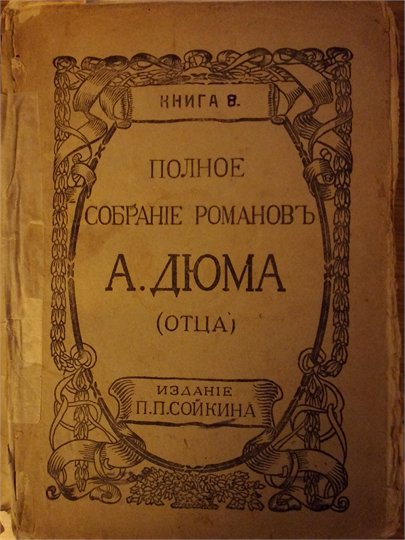 КНИГА 8.
ПОЛНОЕ
СОБРАНІЕ РОМАНОВЪ
А. ДЮМА
(ОТЦА)
ИЗДАНІЕ
П.П.СОЙКИНА